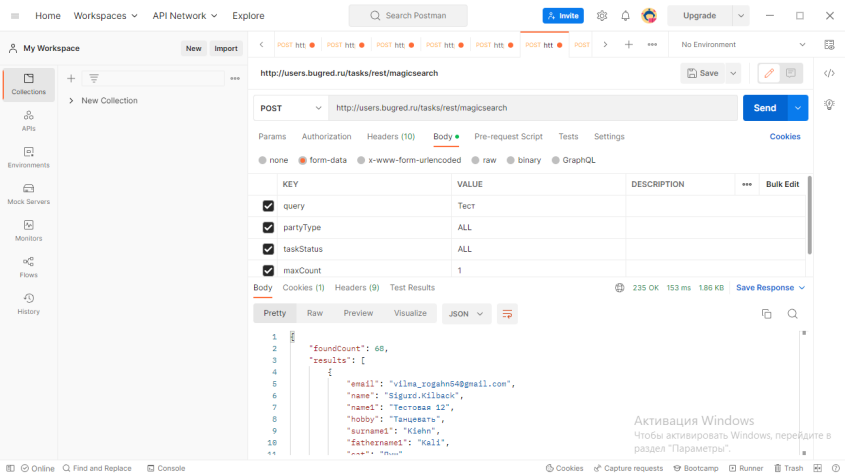 Home Workspaces API Network Explore Search Postman Invite Upgrade
My Workspace New Import POST htt POST htt POST htt POST htt POST htt POST htt POST No Environment
Collections
APIs
Environments
Mock Servers
Monitors
Flows
History
New Collection
http://users.bugred.ru/tasks/rest/magicsearch Save
POST http://users.bugred.ru/tasks/rest/magicsearch Send
Params Authorization Headers (10) Body Pre-request Script Tests Settings Cookies
none form-data x-www-form-urlencoded raw binary GraphQL
KEY VALUE DESCRIPTION Bulk Edit
query Тест
partyType ALL
taskStatus ALL
maxCount 1
Body Cookies (1) Headers (9) Test Results 235 OK 153 ms 1.86 KB Save Response
Pretty Raw Preview Visualize JSON
1 {
2 "foundCount": 68,
3 "results": [
4 {
5 "email": "vilma_rogahn54@gmail.com",
6 "name": "Sigurd.Kilback",
7 "name1": "Тестовая 12",
8 "hobby": "Танцевать",
9 "surname1": "Kiehn",
10 "fathername1": "Kali",
11
Активация Windows
Чтобы активировать Windows, перейдите в
раздел "Параметры".
Online Find and Replace Console Cookies Capture requests Bootcamp Runner Trash